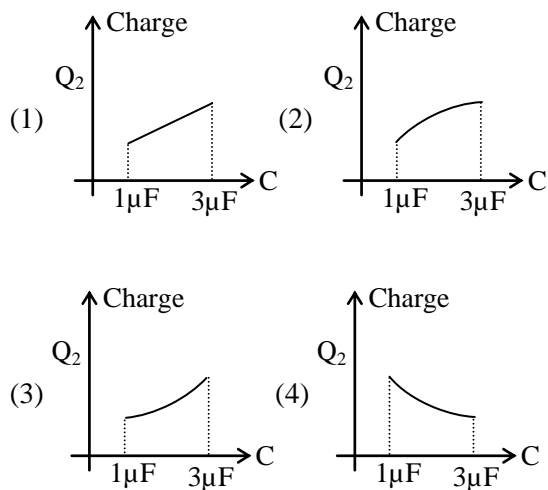 Charge Charge
Q₂ Q₂
(1) (2)
1µF 3µF C 1µF 3µF C
Charge Charge
Q₂ Q₂
(3) (4)
1µF 3µF C 1µF 3µF C